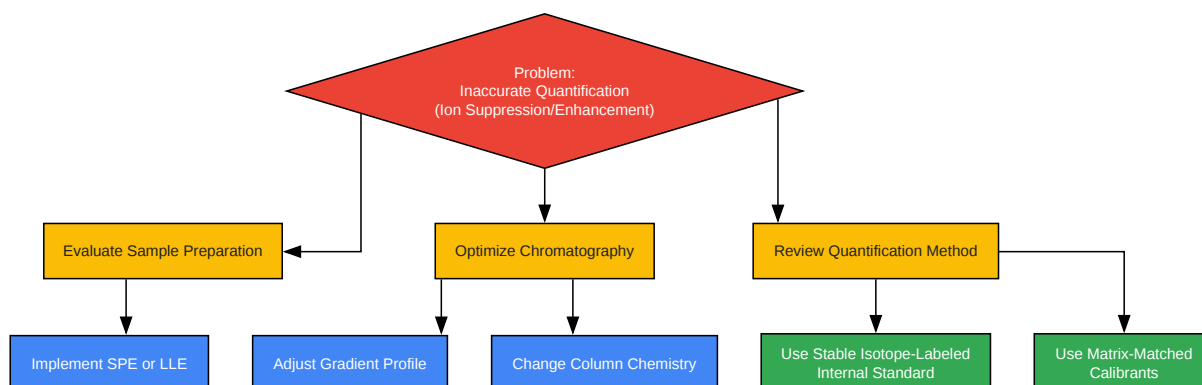 Problem:
Inaccurate Quantification
(Ion Suppression/Enhancement)
Evaluate Sample Preparation
Optimize Chromatography
Review Quantification Method
Implement SPE or LLE
Adjust Gradient Profile
Change Column Chemistry
Use Stable Isotope-Labeled
Internal Standard
Use Matrix-Matched
Calibrants